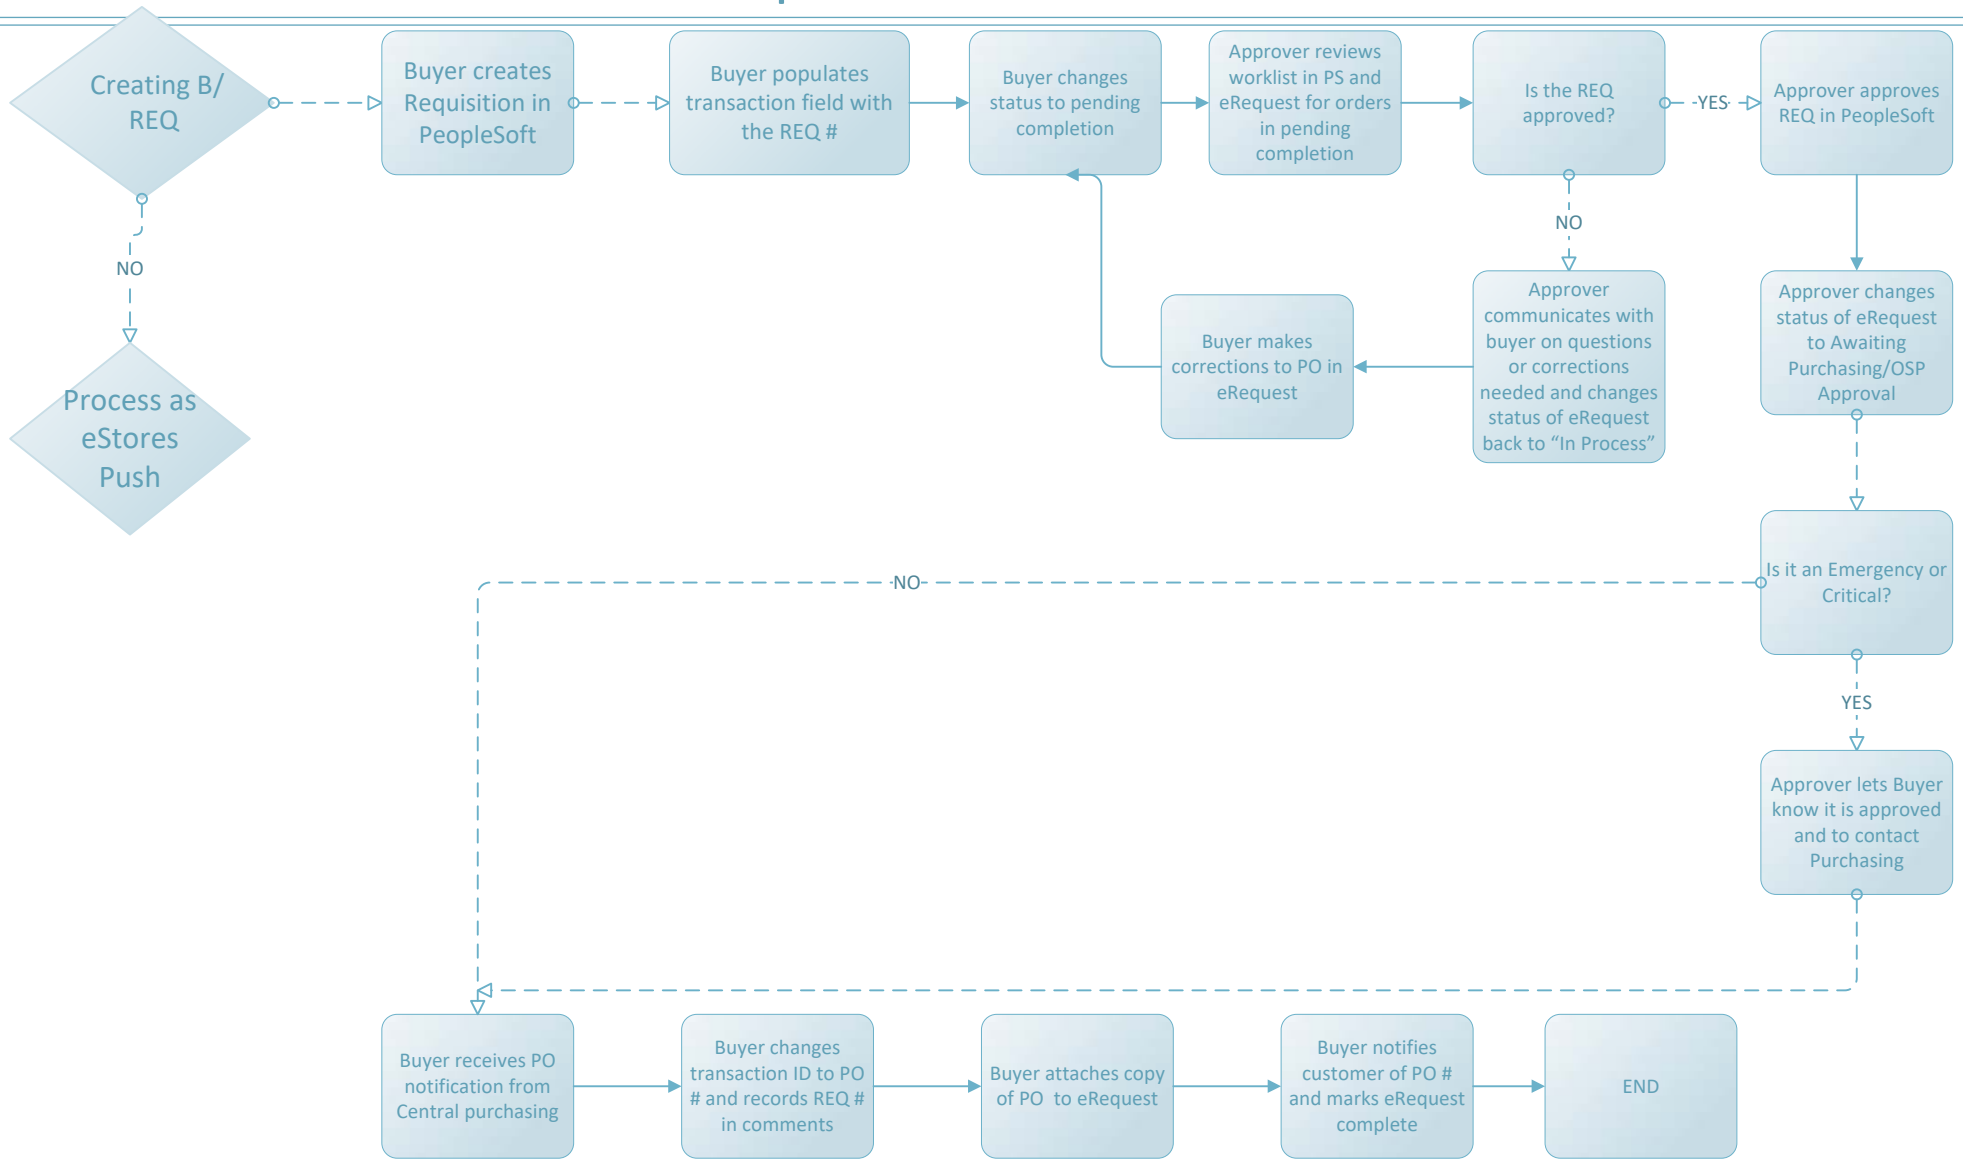 Creating B/
REQ
Buyer creates
Requisition in
PeopleSoft
Buyer populates
transaction field with
the REQ #
Buyer changes
status to pending
completion
Approver reviews
worklist in PS and
eRequest for orders
in pending
completion
Is the REQ
approved?
YES
Approver approves
REQ in PeopleSoft
NO
NO
Process as
eStores
Push
Buyer makes
corrections to PO in
eRequest
Approver
communicates with
buyer on questions
or corrections
needed and changes
status of eRequest
back to “In Process”
Approver changes
status of eRequest
to Awaiting
Purchasing/OSP
Approval
NO
Is it an Emergency or
Critical?
YES
Approver lets Buyer
know it is approved
and to contact
Purchasing
Buyer receives PO
notification from
Central purchasing
Buyer changes
transaction ID to PO
# and records REQ #
in comments
Buyer attaches copy
of PO  to eRequest
Buyer notifies
customer of PO #
and marks eRequest
complete
END